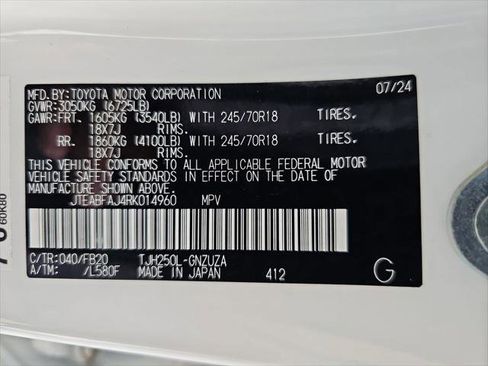 MFD.BY:TOYOTA MOTOR CORPORATION 07/24
GVWR:3050KG (6725LB)
GAWR:FRT. 1605KG (3540LB) WITH 245/70R18 TIRES.
18X7J RIMS.
RR. 1860KG (4100LB) WITH 245/70R18 TIRES.
18X7J RIMS.
THIS VEHICLE CONFORMS TO ALL APPLICABLE FEDERAL MOTOR
VEHICLE SAFETY STANDARDS IN EFFECT ON THE DATE OF
MANUFACTURE SHOWN ABOVE.
JTEABFAJ4RK014960 MPV
C/TR:040/FB20 TJH250L-GNZUZA
A/TM: /L580F MADE IN JAPAN 412 G
60K80